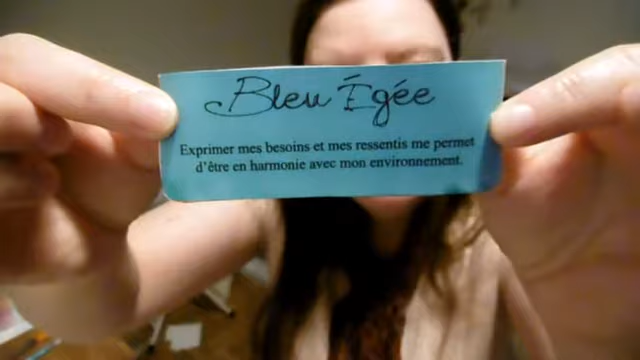 Bleu Égée
Exprimer mes besoins et mes ressentis me permet
d'être en harmonie avec mon environnement.